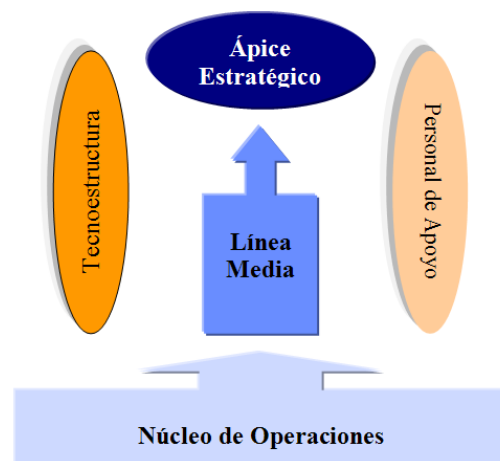 Ápice
Estratégico
Tecnoestructura
Línea
Media
Personal de Apoyo
Núcleo de Operaciones